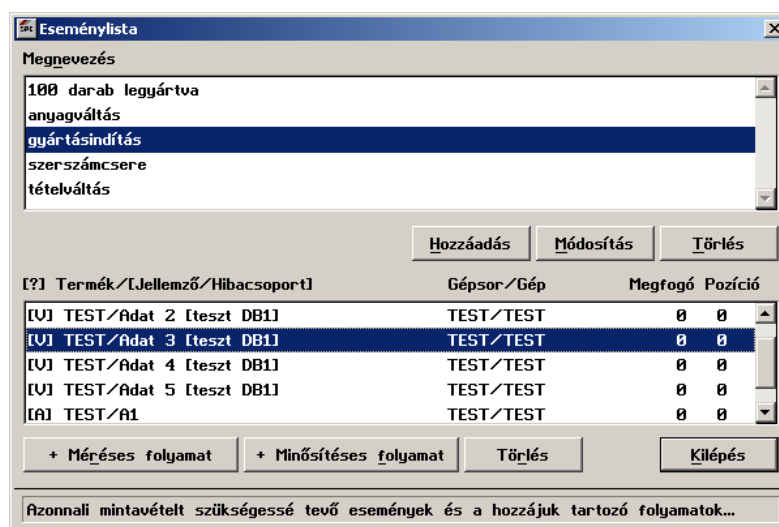 SPC Eseménylista
Megnevezés
100 darab legyártva
anyagváltás
gyártásindítás
szerszámcsere
tételváltás
Hozzáadás Módosítás Törlés
[?] Termék/[Jellemző/Hibacsoport] Gépsor/Gép Megfogó Pozíció
[V] TEST/Adat 2 [teszt DB1] TEST/TEST 0 0
[V] TEST/Adat 3 [teszt DB1] TEST/TEST 0 0
[V] TEST/Adat 4 [teszt DB1] TEST/TEST 0 0
[V] TEST/Adat 5 [teszt DB1] TEST/TEST 0 0
[A] TEST/A1 TEST/TEST 0 0
+ Méréses folyamat + Minősítéses folyamat Törlés Kilépés
Azonnali mintavételt szükségessé tevő események és a hozzájuk tartozó folyamatok...